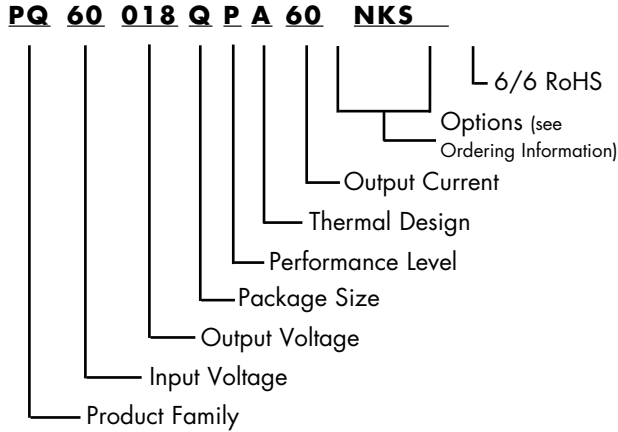 PQ 60 018 Q P A 60 NKS
6/6 RoHS
Options (see
Ordering Information)
Output Current
Thermal Design
Performance Level
Package Size
Output Voltage
Input Voltage
Product Family